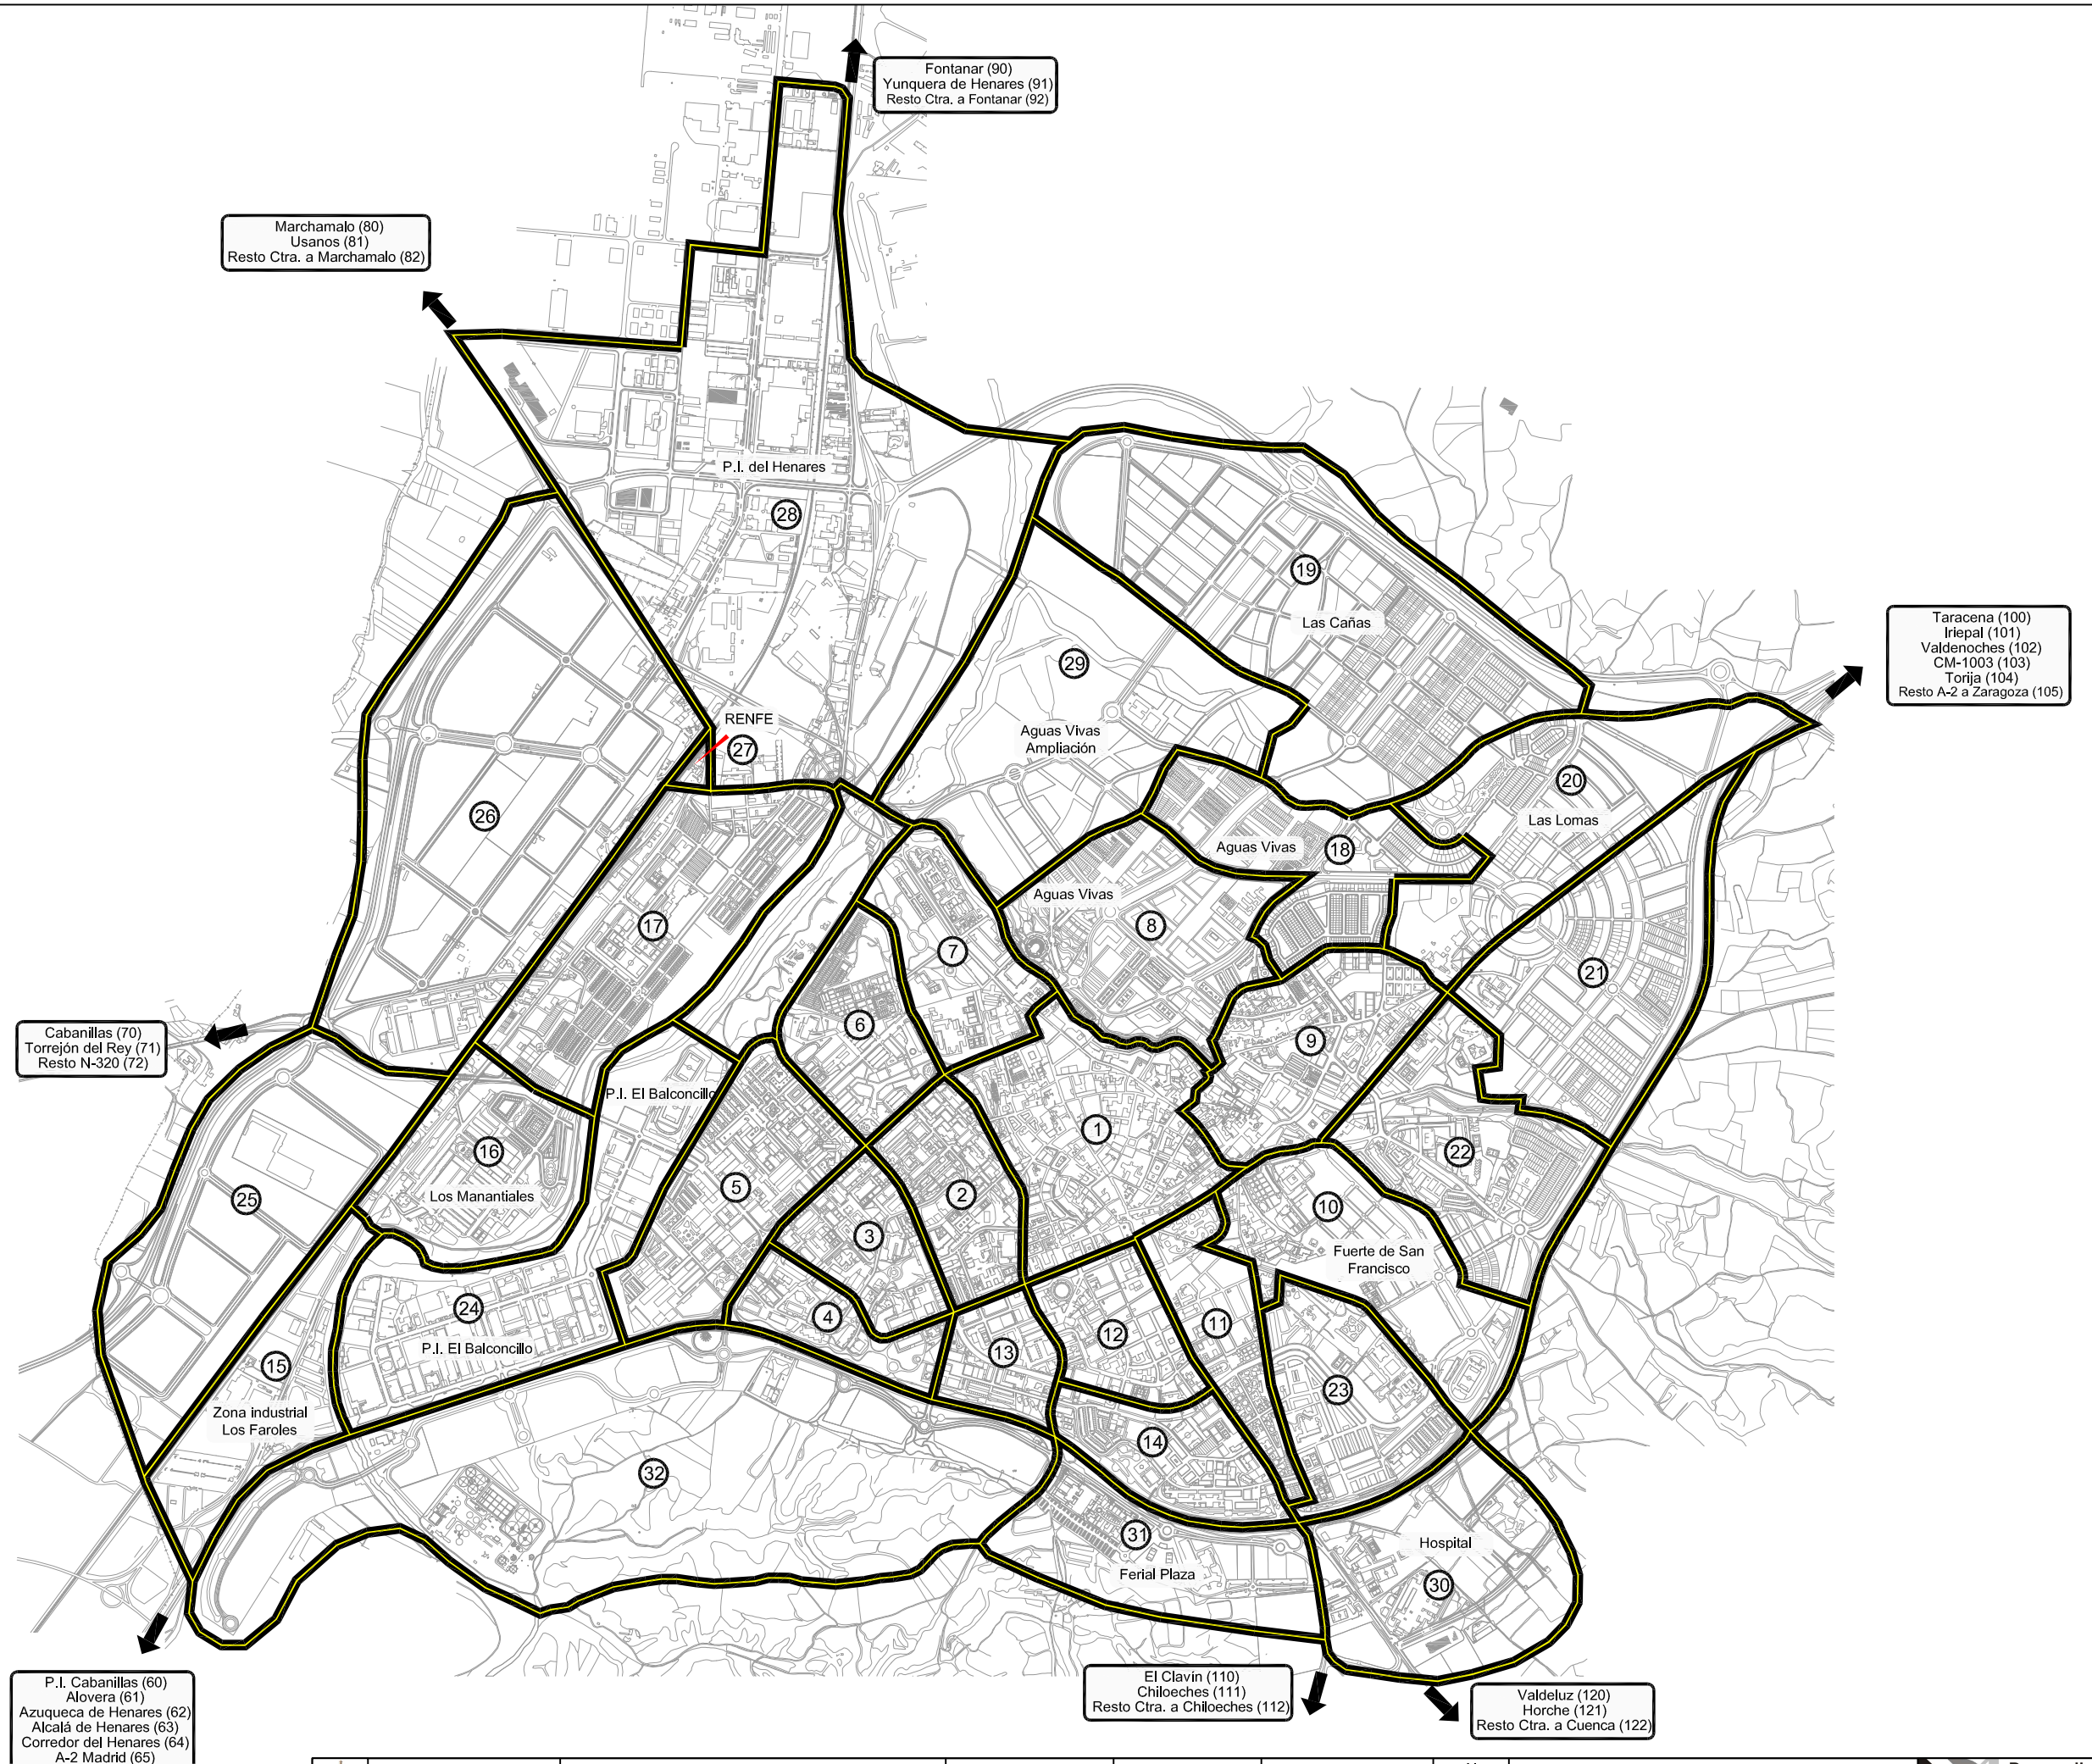 Fontanar (90)
Yunquera de Henares (91)
Resto Ctra. a Fontanar (92)
Marchamalo (80)
Usanos (81)
Resto Ctra. a Marchamalo (82)
P.I. del Henares
28
19
Las Cañas
Taracena (100)
Iriepal (101)
Valdenoches (102)
CM-1003 (103)
Torija (104)
Resto A-2 a Zaragoza (105)
29
RENFE
27
Aguas Vivas
Ampliación
20
Las Lomas
26
Aguas Vivas
18
Aguas Vivas
8
17
7
21
Cabanillas (70)
Torrejón del Rey (71)
Resto N-320 (72)
6
9
P.I. El Balconcillo
1
16
22
Los Manantiales
5
2
25
10
3
Fuerte de San
Francisco
24
4
11
12
P.I. El Balconcillo
13
15
23
Zona industrial
Los Faroles
14
32
31
Hospital
Ferial Plaza
30
P.I. Cabanillas (60)
Alovera (61)
Azuqueca de Henares (62)
Alcalá de Henares (63)
Corredor del Henares (64)
A-2 Madrid (65)
El Clavín (110)
Chiloeches (111)
Resto Ctra. a Chiloeches (112)
Valdeluz (120)
Horche (121)
Resto Ctra. a Cuenca (122)